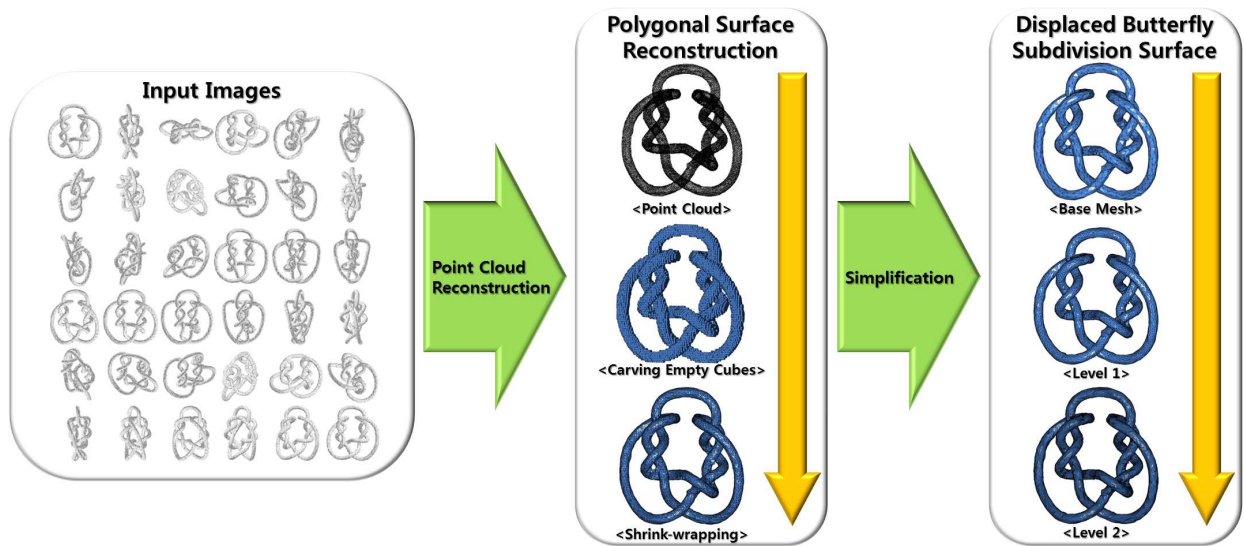 Input Images
Point Cloud
Reconstruction
Polygonal Surface
Reconstruction
<Point Cloud>
<Carving Empty Cubes>
<Shrink-wrapping>
Simplification
Displaced Butterfly
Subdivision Surface
<Base Mesh>
<Level 1>
<Level 2>